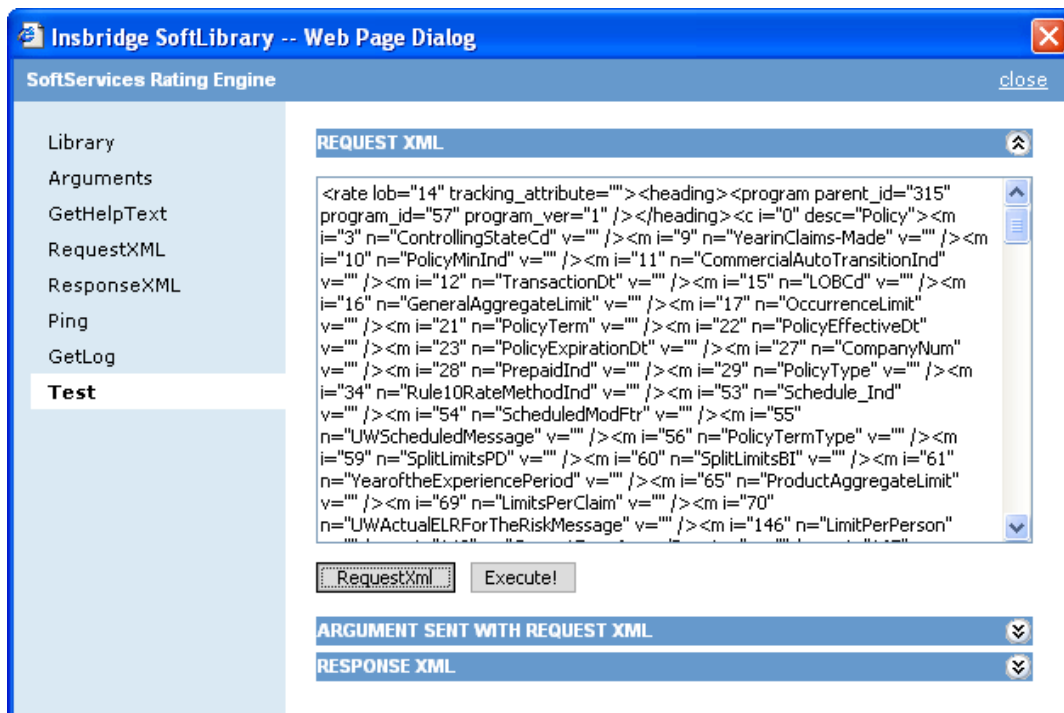 Insbridge SoftLibrary -- Web Page Dialog
SoftServices Rating Engine
close
Library
Arguments
GetHelpText
RequestXML
ResponseXML
Ping
GetLog
Test
REQUEST XML
<rate lob="14" tracking_attribute=""><heading><program parent_id="315"
program_id="57" program_ver="1" /></heading><c i="0" desc="Policy"><m
i="3" n="ControllingStateCd" v="" /><m i="9" n="YearinClaims-Made" v="" /><m
i="10" n="PolicyMinInd" v="" /><m i="11" n="CommercialAutoTransitionInd"
v="" /><m i="12" n="TransactionDt" v="" /><m i="15" n="LOBCd" v="" /><m
i="16" n="GeneralAggregateLimit" v="" /><m i="17" n="OccurrenceLimit"
v="" /><m i="21" n="PolicyTerm" v="" /><m i="22" n="PolicyEffectiveDt"
v="" /><m i="23" n="PolicyExpirationDt" v="" /><m i="27" n="CompanyNum"
v="" /><m i="28" n="PrepaidInd" v="" /><m i="29" n="PolicyType" v="" /><m
i="34" n="Rule10RateMethodInd" v="" /><m i="53" n="Schedule_Ind"
v="" /><m i="54" n="ScheduledModFtr" v="" /><m i="55"
n="UWScheduledMessage" v="" /><m i="56" n="PolicyTermType" v="" /><m
i="59" n="SplitLimitsPD" v="" /><m i="60" n="SplitLimitsBI" v="" /><m i="61"
n="YearoftheExperiencePeriod" v="" /><m i="65" n="ProductAggregateLimit"
v="" /><m i="69" n="LimitsPerClaim" v="" /><m i="70"
n="UWActualELRForTheRiskMessage" v="" /><m i="146" n="LimitPerPerson"
RequestXml
Execute!
ARGUMENT SENT WITH REQUEST XML
RESPONSE XML